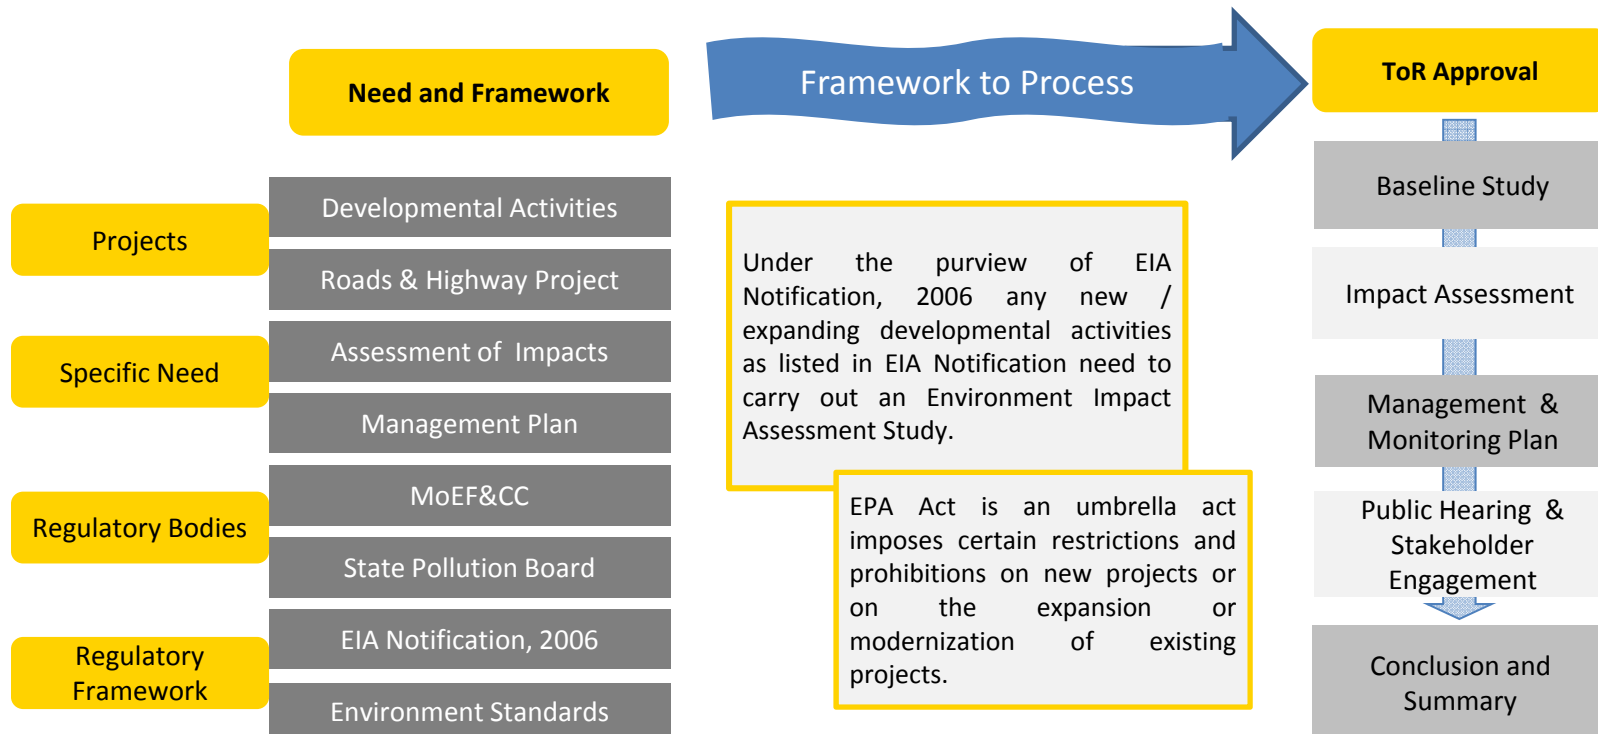 Need and Framework
Framework to Process
ToR Approval
Projects
Developmental Activities
Roads & Highway Project
Specific Need
Assessment of Impacts
Management Plan
Regulatory Bodies
MoEF&CC
State Pollution Board
Regulatory
Framework
EIA Notification, 2006
Environment Standards
Under the purview of EIA
Notification, 2006 any new /
expanding developmental activities
as listed in EIA Notification need to
carry out an Environment Impact
Assessment Study.
EPA Act is an umbrella act
imposes certain restrictions and
prohibitions on new projects or
on the expansion or
modernization of existing
projects.
Baseline Study
Impact Assessment
Management &
Monitoring Plan
Public Hearing &
Stakeholder
Engagement
Conclusion and
Summary